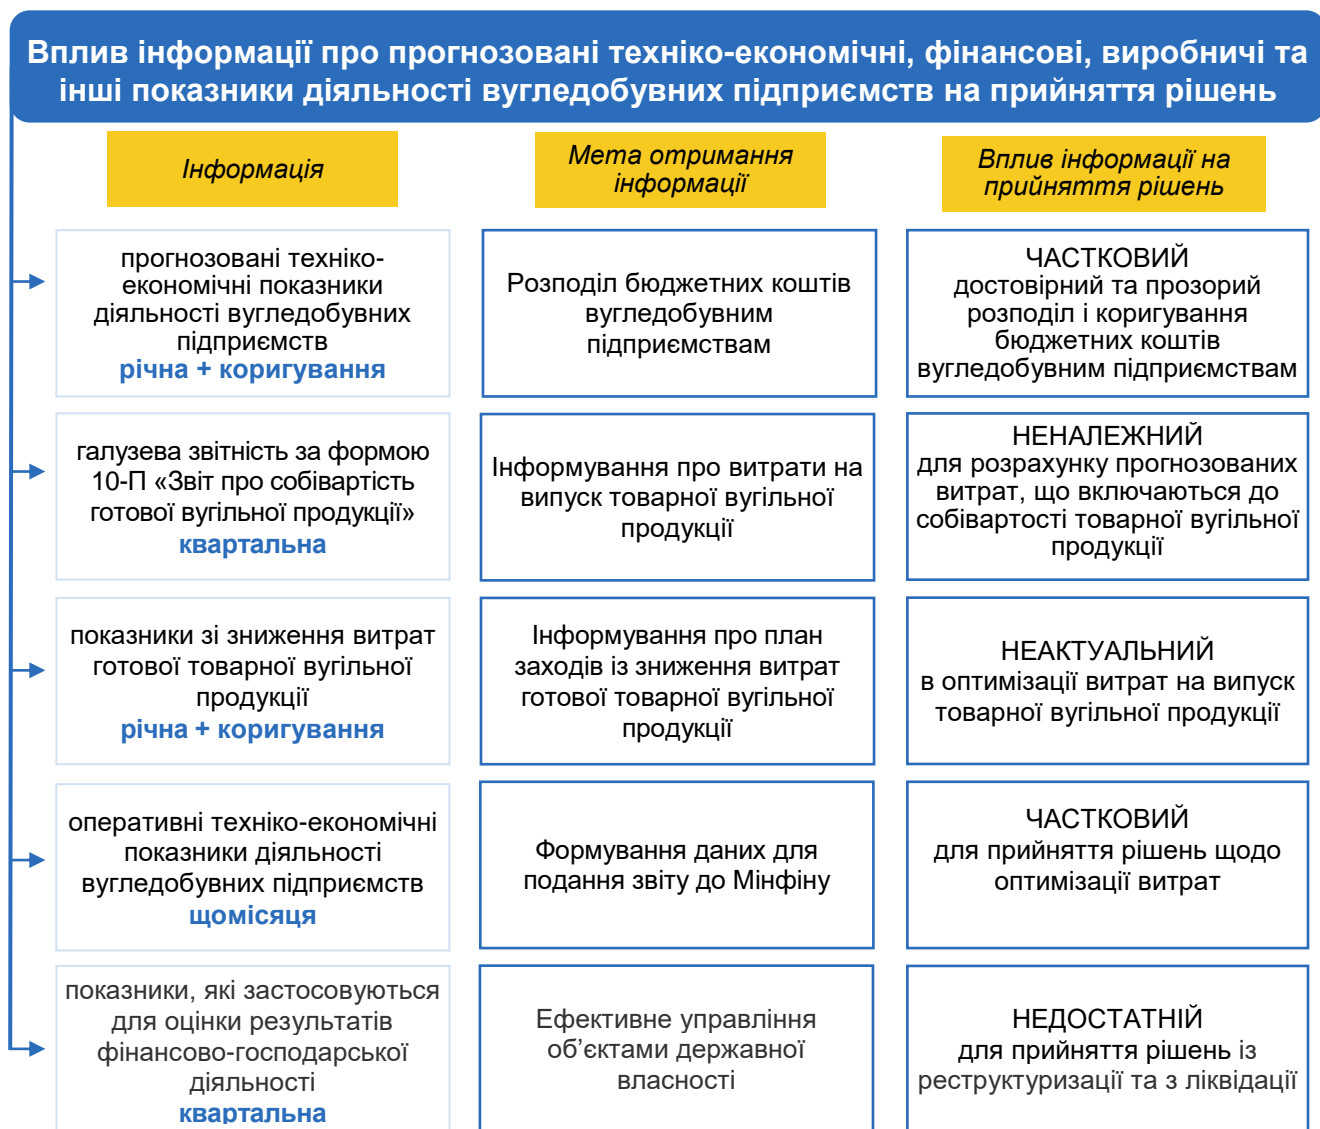 Вплив інформації про прогнозовані техніко-економічні, фінансові, виробничі та
інші показники діяльності вугледобувних підприємств на прийняття рішень
Інформація
Мета отримання
інформації
Вплив інформації на
прийняття рішень
прогнозовані техніко-
економічні показники
діяльності вугледобувних
підприємств
річна + коригування
Розподіл бюджетних коштів
вугледобувним
підприємствам
ЧАСТКОВИЙ
достовірний та прозорий
розподіл і коригування
бюджетних коштів
вугледобувним підприємствам
галузева звітність за формою
10-П «Звіт про собівартість
готової вугільної продукції»
квартальна
Інформування про витрати на
випуск товарної вугільної
продукції
НЕНАЛЕЖНИЙ
для розрахунку прогнозованих
витрат, що включаються до
собівартості товарної вугільної
продукції
показники зі зниження витрат
готової товарної вугільної
продукції
річна + коригування
Інформування про план
заходів із зниження витрат
готової товарної вугільної
продукції
НЕАКТУАЛЬНИЙ
в оптимізації витрат на випуск
товарної вугільної продукції
оперативні техніко-економічні
показники діяльності
вугледобувних підприємств
щомісяця
Формування даних для
подання звіту до Мінфіну
ЧАСТКОВИЙ
для прийняття рішень щодо
оптимізації витрат
показники, які застосовуються
для оцінки результатів
фінансово-господарської
діяльності
квартальна
Ефективне управління
об’єктами державної
власності
НЕДОСТАТНІЙ
для прийняття рішень із
реструктуризації та з ліквідації